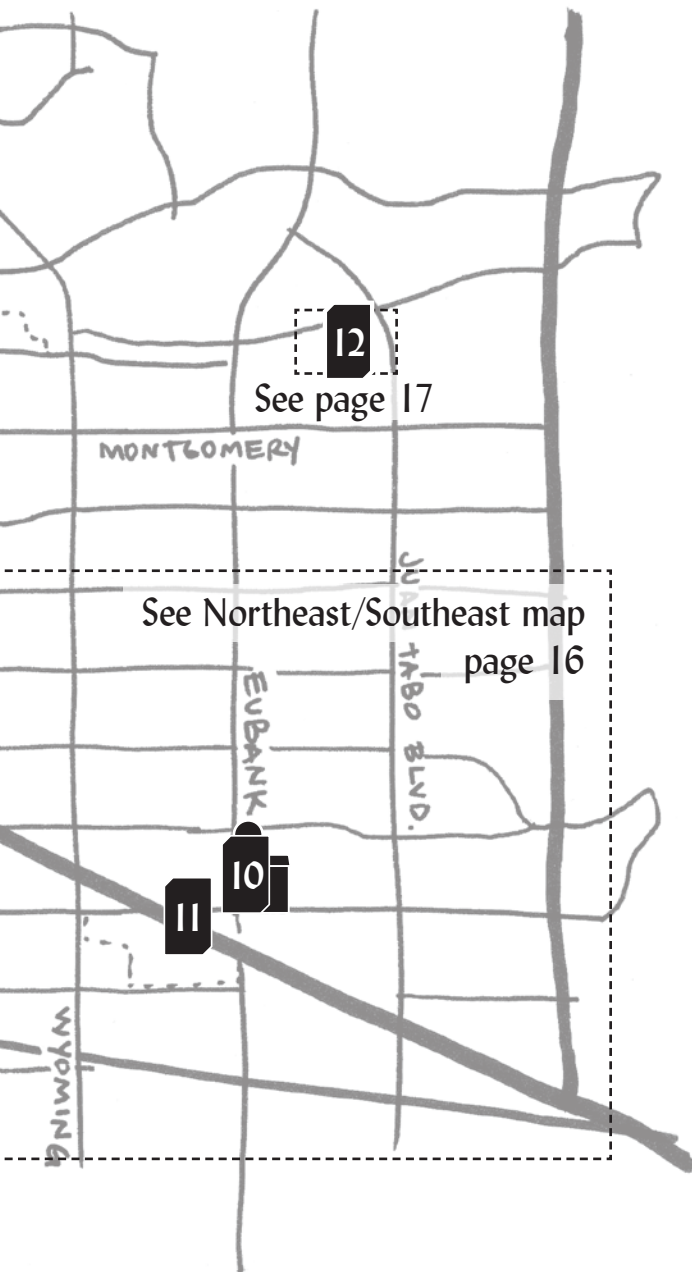 12
See page 17
MONTGOMERY
JUAN TABO BLVD.
See Northeast/Southeast map
page 16
EUBANK
10
11
WYOMING